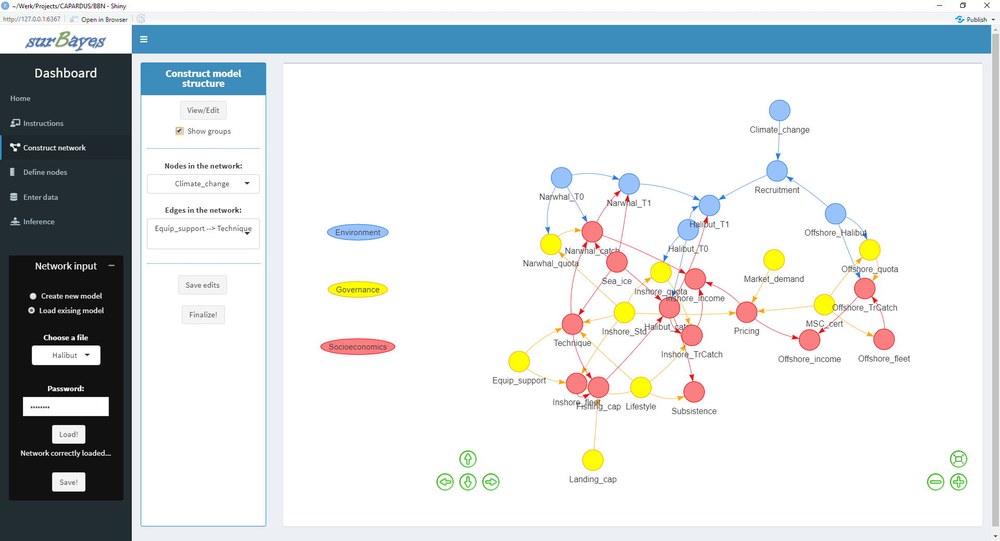 ~/Werk/Projects/CAPARDUS/BBN - Shiny
http://127.0.0.1:6367
Open in Browser
Publish
surBayes
Dashboard
Home
Instructions
Construct network
Define nodes
Enter data
Inference
Network input
Create new model
Load exising model
Choose a file
Halibut
Password:
••••••••
Load!
Network correctly loaded...
Save!
Construct model
structure
View/Edit
Show groups
Nodes in the network:
Climate_change
Edges in the network:
Equip_support --> Technique
Save edits
Finalize!
Environment
Governance
Socioeconomics
Climate_change
Recruitment
Narwhal_T0
Narwhal_T1
Halibut_T1
Offshore_Halibut
Halibut_T0
Narwhal_catch
Narwhal_quota
Offshore_quota
Market_demand
Sea_ice
Inshore_quota
Inshore_income
Offshore_TrCatch
MSC_cert
Halibut_catch
Inshore_Std
Pricing
Technique
Inshore_TrCatch
Offshore_income
Offshore_fleet
Equip_support
Inshore_fleet
Fishing_cap
Lifestyle
Subsistence
Landing_cap